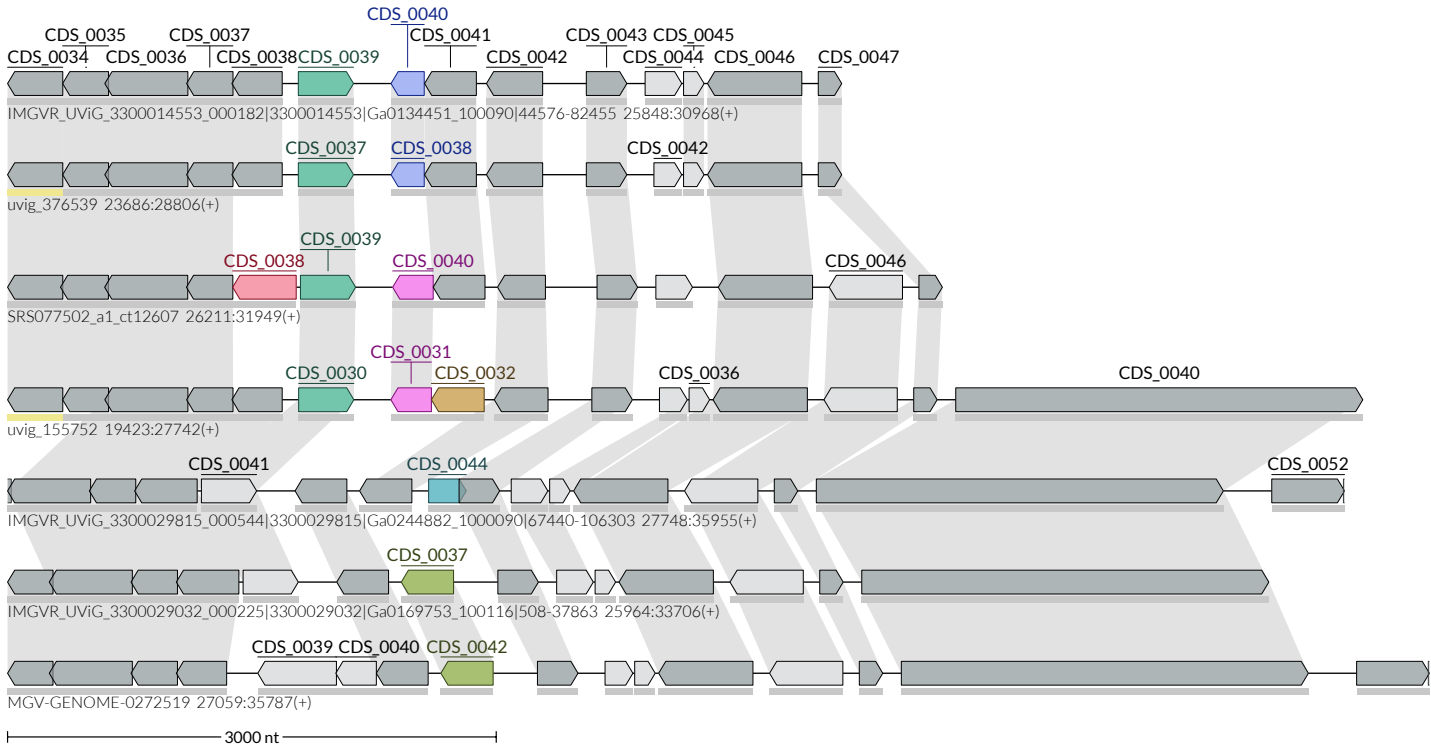 CDS_0040
CDS_0035 CDS_0037 CDS_0041 CDS_0043 CDS_0045
CDS_0034 CDS_0036 CDS_0038 CDS_0039 CDS_0042 CDS_0044 CDS_0046 CDS_0047
IMGVR_UViG_3300014553_000182|3300014553|Ga0134451_100090|44576-82455 25848:30968(+)
CDS_0037 CDS_0038 CDS_0042
uvig_376539 23686:28806(+)
CDS_0039
CDS_0038 CDS_0040 CDS_0046
SRS077502_a1_ct12607 26211:31949(+)
CDS_0031
CDS_0030 CDS_0032 CDS_0036 CDS_0040
uvig_155752 19423:27742(+)
CDS_0041 CDS_0044 CDS_0052
IMGVR_UViG_3300029815_000544|3300029815|Ga0244882_1000090|67440-106303 27748:35955(+)
CDS_0037
IMGVR_UViG_3300029032_000225|3300029032|Ga0169753_100116|508-37863 25964:33706(+)
CDS_0039 CDS_0040 CDS_0042
MGV-GENOME-0272519 27059:35787(+)
3000 nt